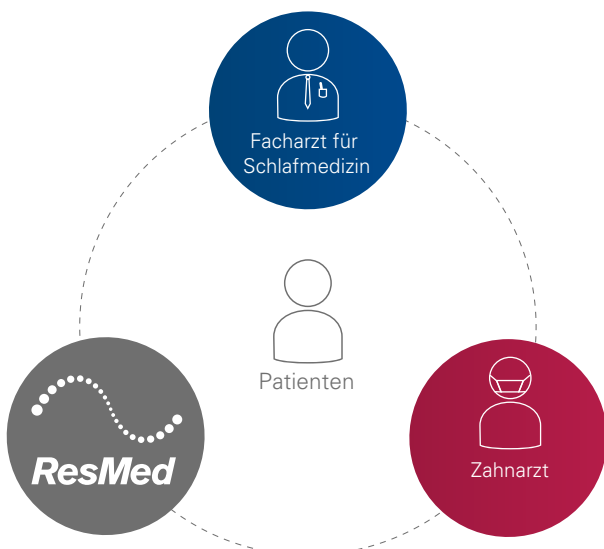 Facharzt für
Schlafmedizin
Patienten
ResMed
Zahnarzt